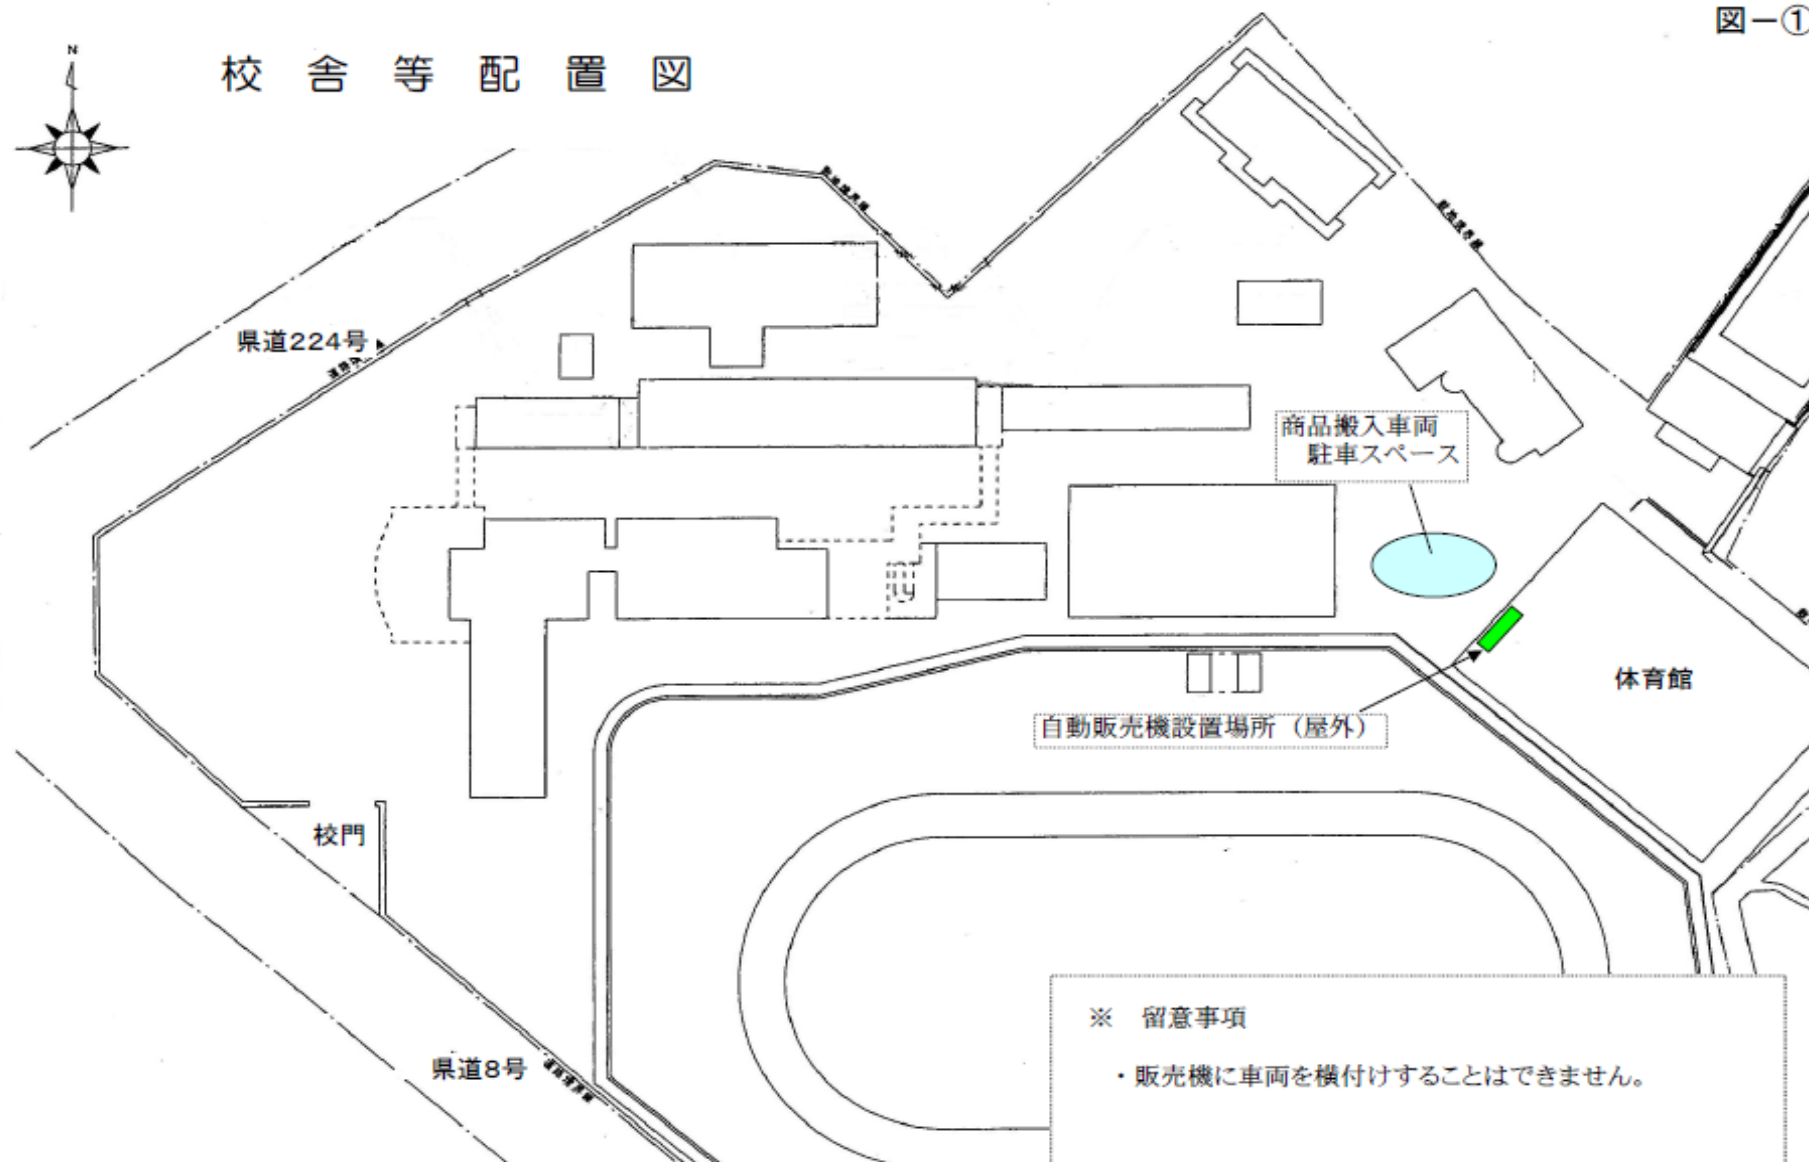 図－①
N
校舎等配置図
県道224号
商品搬入車両
駐車スペース
体育館
自動販売機設置場所（屋外）
校門
※　留意事項
県道8号
・販売機に車両を横付けすることはできません。